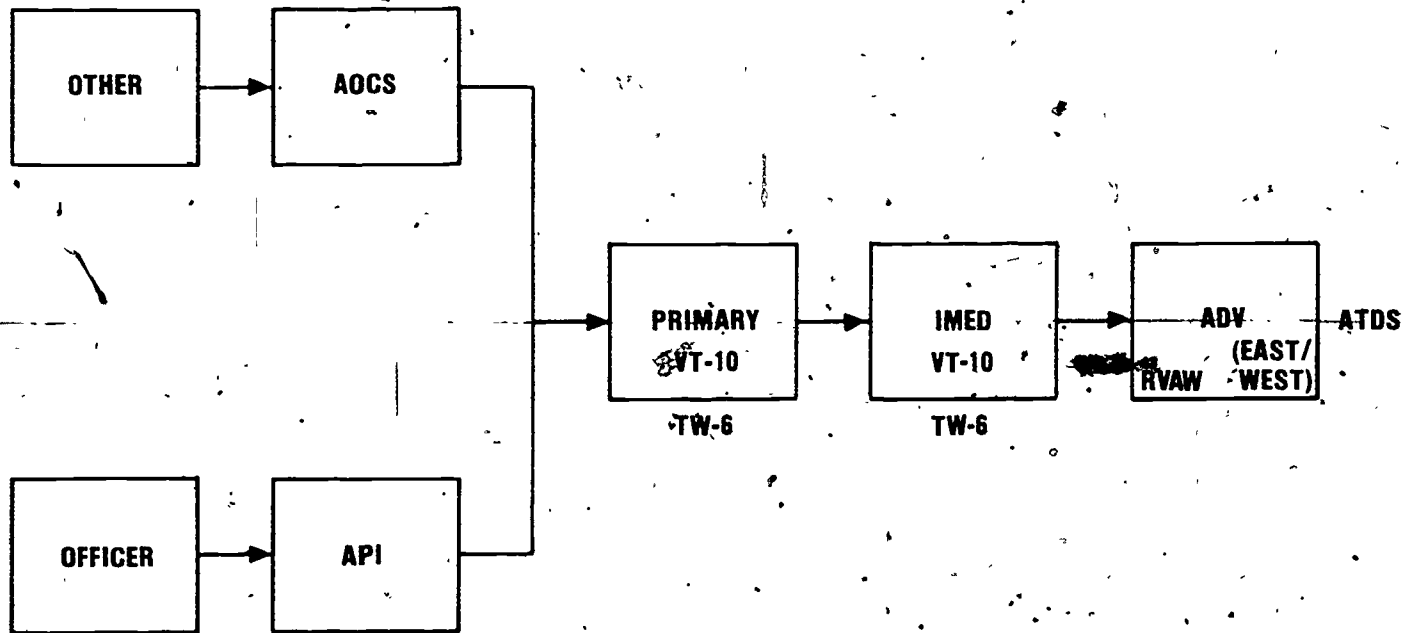 OTHER
AOCS
PRIMARY
VT-10
TW-6
IMED
VT-10
TW-6
ADV
(EAST/
RVAW WEST)
ATDS
OFFICER
API